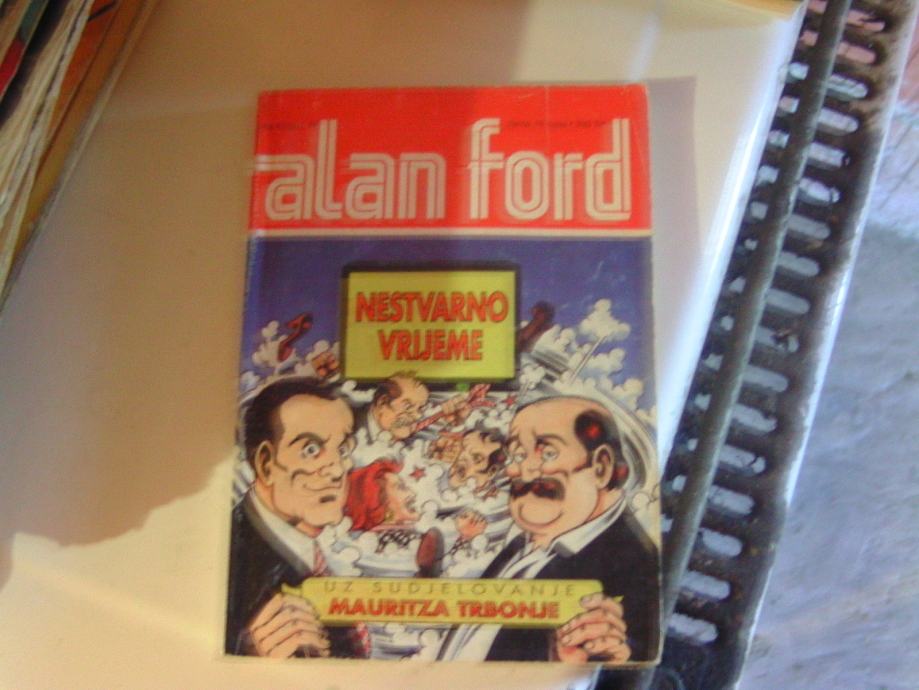 alan ford
NESTVARNO
VRIJEME
UZ SUDJELOVANJE
MAURITZA TRBONJE